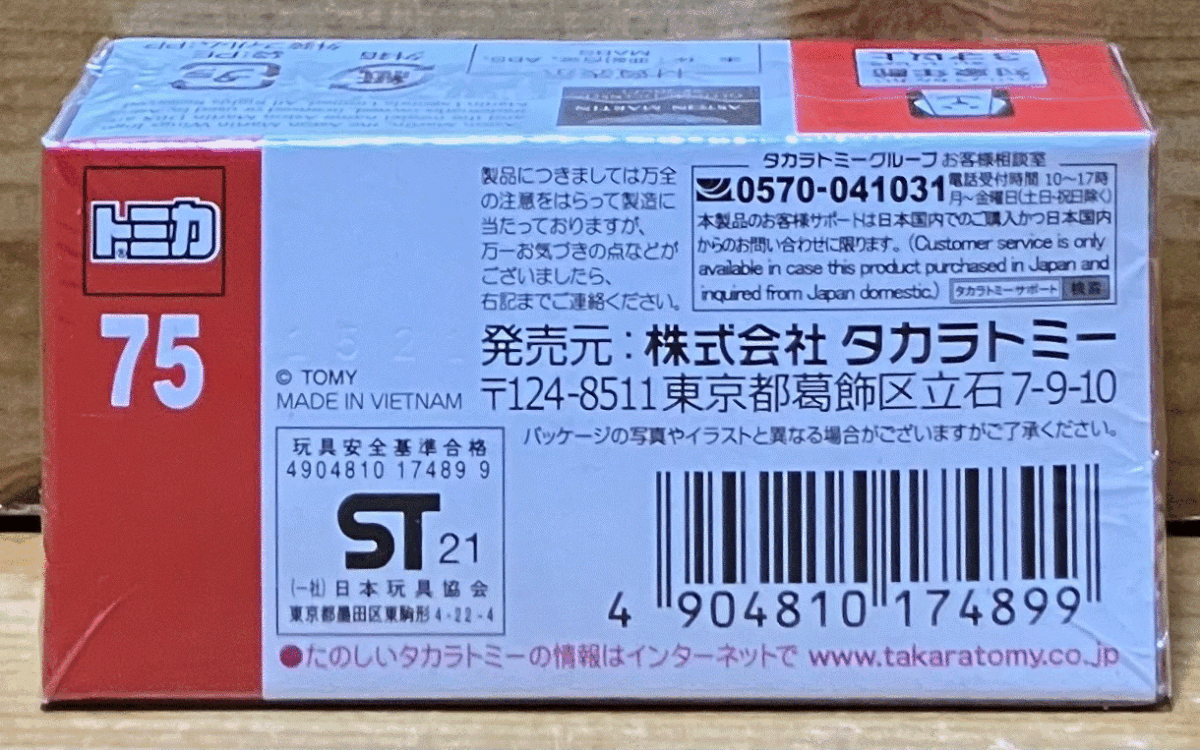 3才以上
対象年齢
ASTON MARTIN
外箱
紙
トミカ
75
© TOMY
MADE IN VIETNAM
製品につきましては万全
の注意をはらって製造に
当たっておりますが、
万一お気づきの点などが
ございましたら、
右記までご連絡ください。
タカラトミーグループ お客様相談室
0570-041031 電話受付時間 10〜17時
月〜金曜日(土日・祝日除く)
本製品のお客様サポートは日本国内でのご購入かつ日本国内
からのお問い合わせに限ります。(Customer service is only
available in case this product purchased in Japan and
inquired from Japan domestic.) タカラトミーサポート 検索
発売元：株式会社 タカラトミー
〒124-8511 東京都葛飾区立石7-9-10
パッケージの写真やイラストと異なる場合がございますがご了承ください。
玩具安全基準合格
4904810 17489 9
ST 21
(一社)日本玩具協会
東京都墨田区東駒形4-22-4
4 904810 174899
●たのしいタカラトミーの情報はインターネットで www.takaratomy.co.jp